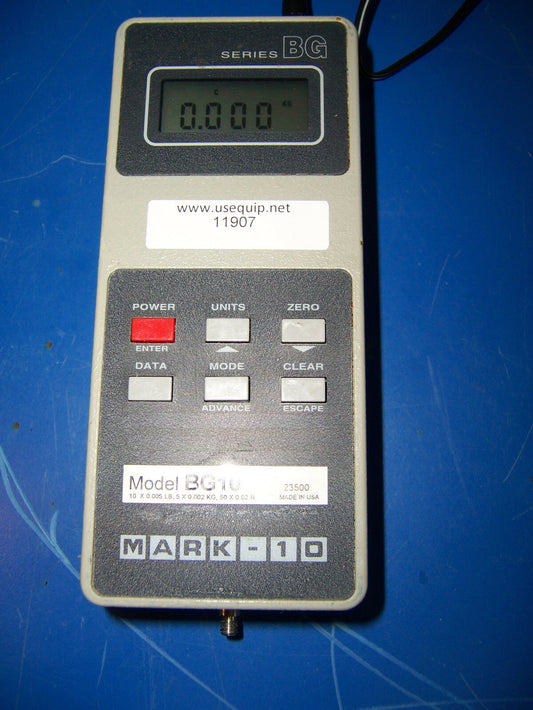 SERIES BG
C
0.000 KG
www.usequip.net
11907
POWER UNITS ZERO
ENTER
DATA MODE CLEAR
ADVANCE ESCAPE
Model BG10 23500
10 X 0.005 LB, 5 X 0.002 KG, 50 X 0.02 N MADE IN USA
MARK-10